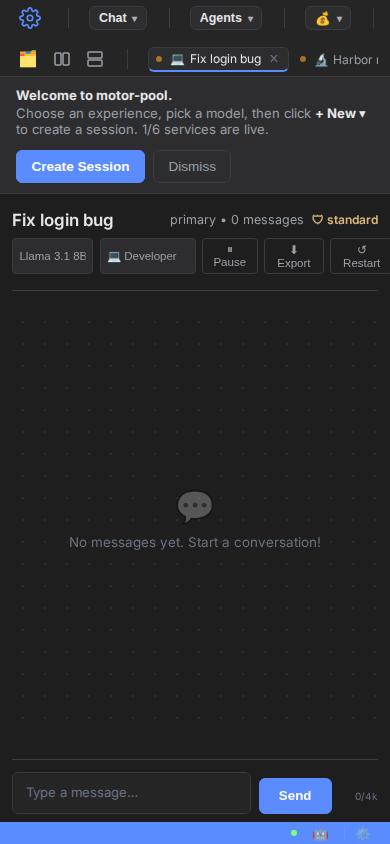 Chat ▾ Agents ▾ 💰 ▾
💻 Fix login bug × 🔬 Harbor
Welcome to motor-pool.
Choose an experience, pick a model, then click + New ▾
to create a session. 1/6 services are live.
Create Session Dismiss
Fix login bug primary • 0 messages 🛡 standard
Llama 3.1 8B 💻 Developer ⏸ Pause ⬇ Export ↺ Restart
No messages yet. Start a conversation!
Type a message... Send 0/4k